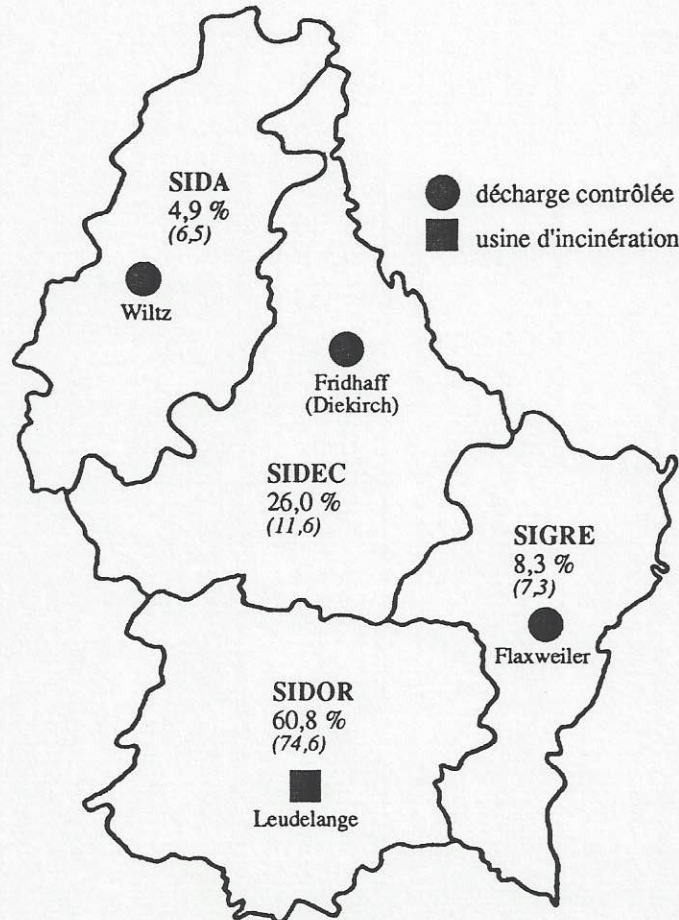 SIDA
4,9 %
(6,5)
Wiltz
décharge contrôlée
usine d'incinération
Fridhaff
(Diekirch)
SIDEC
26,0 %
(11,6)
SIGRE
8,3 %
(7,3)
Flaxweiler
SIDOR
60,8 %
(74,6)
Leudelange